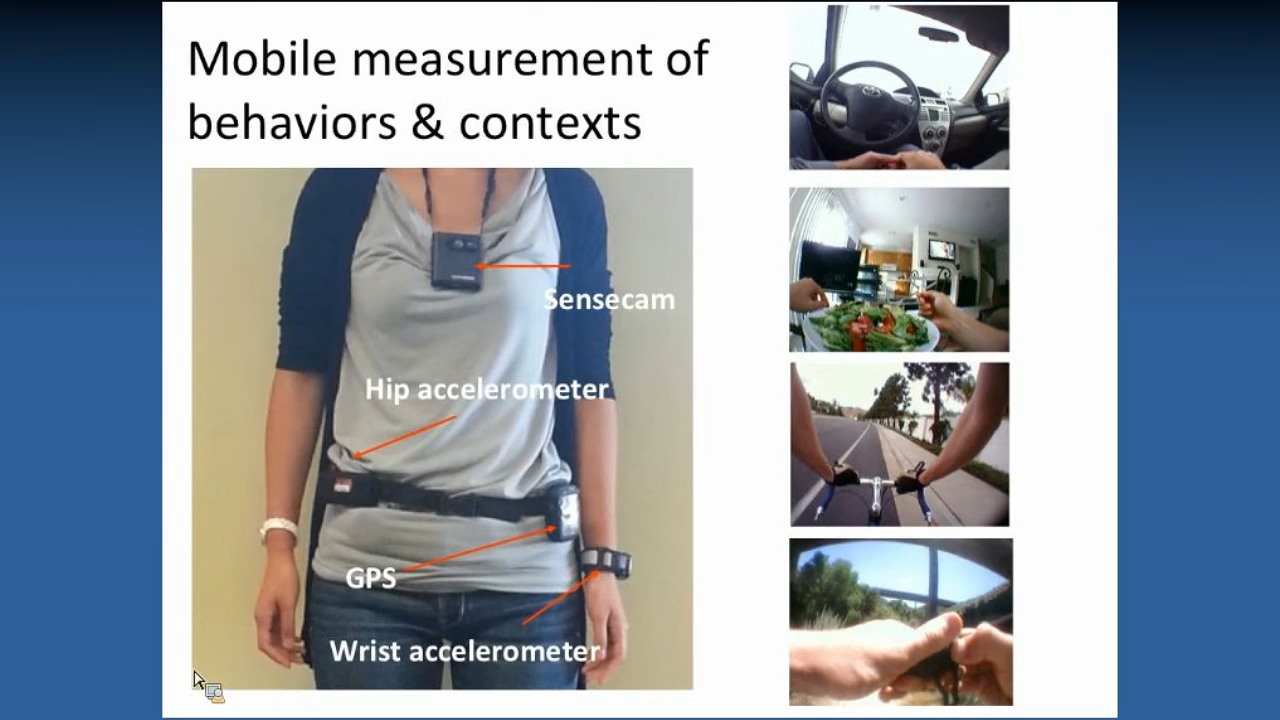 Mobile measurement of
behaviors & contexts
Sensecam
Hip accelerometer
GPS
Wrist accelerometer